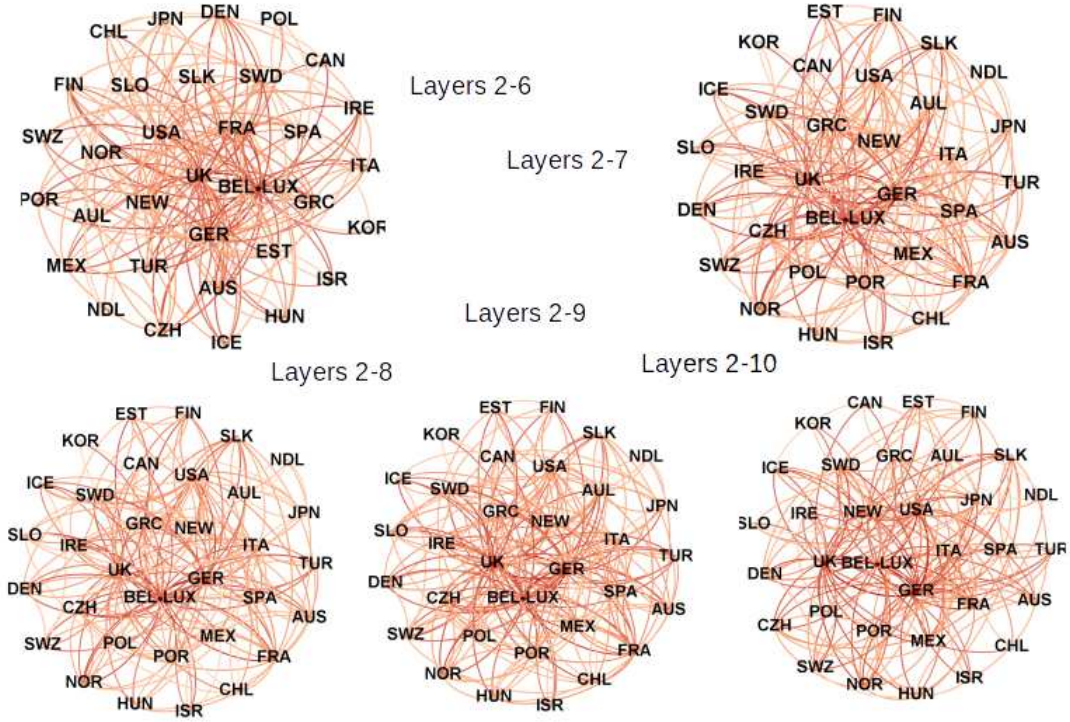 DEN
JPN
POL
CHL
CAN
SLK
SWD
FIN
SLO
IRE
USA
FRA
SPA
SWZ
NOR
ITA
UK
BEL-LUX
POR
NEW
GRC
AUL
KOR
GER
EST
MEX
TUR
ISR
AUS
NDL
HUN
CZH
ICE
Layers 2-6
Layers 2-7
EST
FIN
KOR
SLK
CAN
USA
NDL
ICE
AUL
SWD
GRC
JPN
NEW
SLO
ITA
IRE
UK
TUR
GER
DEN
SPA
BEL-LUX
CZH
AUS
MEX
SWZ
POL
POR
FRA
NOR
CHL
HUN
ISR
Layers 2-9
Layers 2-8
Layers 2-10
EST
FIN
KOR
SLK
CAN
NDL
USA
ICE
SWD
AUL
JPN
GRC
NEW
SLO
IRE
ITA
TUR
UK
GER
DEN
BEL-LUX
SPA
CZH
AUS
MEX
SWZ
POL
POR
FRA
NOR
CHL
HUN
ISR
EST
FIN
KOR
SLK
CAN
NDL
USA
ICE
SWD
AUL
JPN
GRC
NEW
SLO
IRE
ITA
TUR
UK
GER
DEN
SPA
BEL-LUX
CZH
AUS
MEX
SWZ
POL
POR
FRA
NOR
CHL
HUN
ISR
CAN
EST
FIN
KOR
GRC
AUL
SLK
ICE
SWD
NDL
JPN
IRE
NEW
USA
SLO
ITA
SPA
TUR
UK
BEL-LUX
DEN
GER
AUS
FRA
POL
CZH
POR
MEX
CHL
SWZ
ISR
NOR
HUN